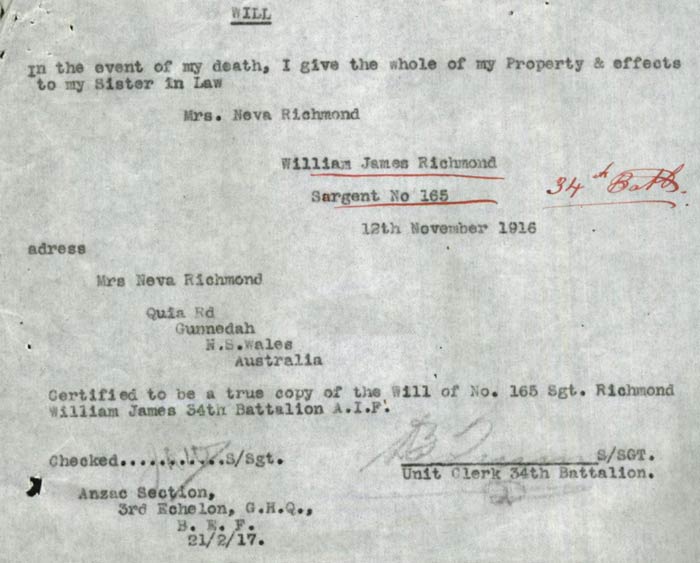 WILL
In the event of my death, I give the whole of my Property & effects
to my Sister in Law
Mrs. Neva Richmond
William James Richmond
Sargent No 165
34th Batt.
12th November 1916
adress
Mrs Neva Richmond
Quia Rd
Gunnedah
N.S.Wales
Australia
Certified to be a true copy of the Will of No. 165 Sgt. Richmond
William James 34th Battalion A.I.F.
Checked...........S/Sgt.
S/SGT.
Unit Clerk 34th Battalion.
Anzac Section,
3rd Echelon, G.H.Q.,
B. E. F.
21/2/17.